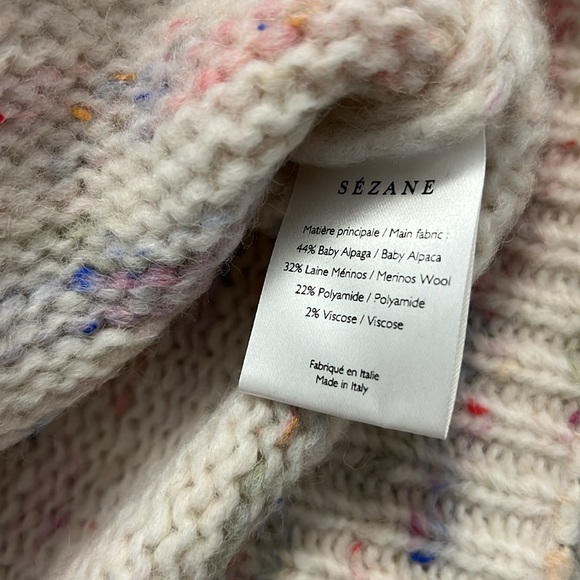 SÉZANE
Matière principale / Main fabric :
44% Baby Alpaga / Baby Alpaca
32% Laine Mérinos / Merinos Wool
22% Polyamide / Polyamide
2% Viscose / Viscose
Fabriqué en Italie
Made in Italy